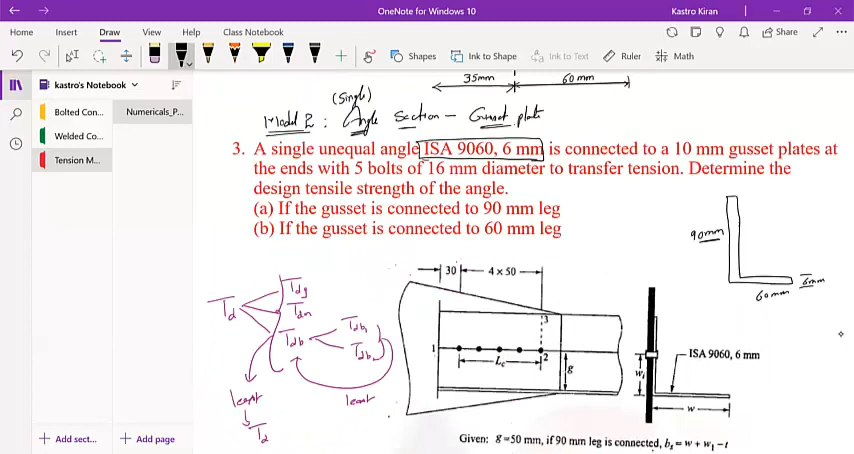 OneNote for Windows 10
Kastro Kiran
Home Insert Draw View Help Class Notebook
Share
Shapes
Ink to Shape
Ink to Text
Ruler
Math
kastro's Notebook
Bolted Con...
Welded Co...
Tension M...
Numericals_P...
35mm 60 mm
(Single)
Model 2 : Angle Section - Gusset plate
3. A single unequal angle ISA 9060, 6 mm is connected to a 10 mm gusset plates at
the ends with 5 bolts of 16 mm diameter to transfer tension. Determine the
design tensile strength of the angle.
(a) If the gusset is connected to 90 mm leg
(b) If the gusset is connected to 60 mm leg
90mm
6mm
60mm
Td
Tdg
Tdn
Tdb
Tdb1
Tdb2
least
least
Td
30 4 x 50
3
1
2
Lc
g
w1
ISA 9060, 6 mm
w
Given: g=50 mm, if 90 mm leg is connected, bs = w + w1 – t
+ Add sect... + Add page